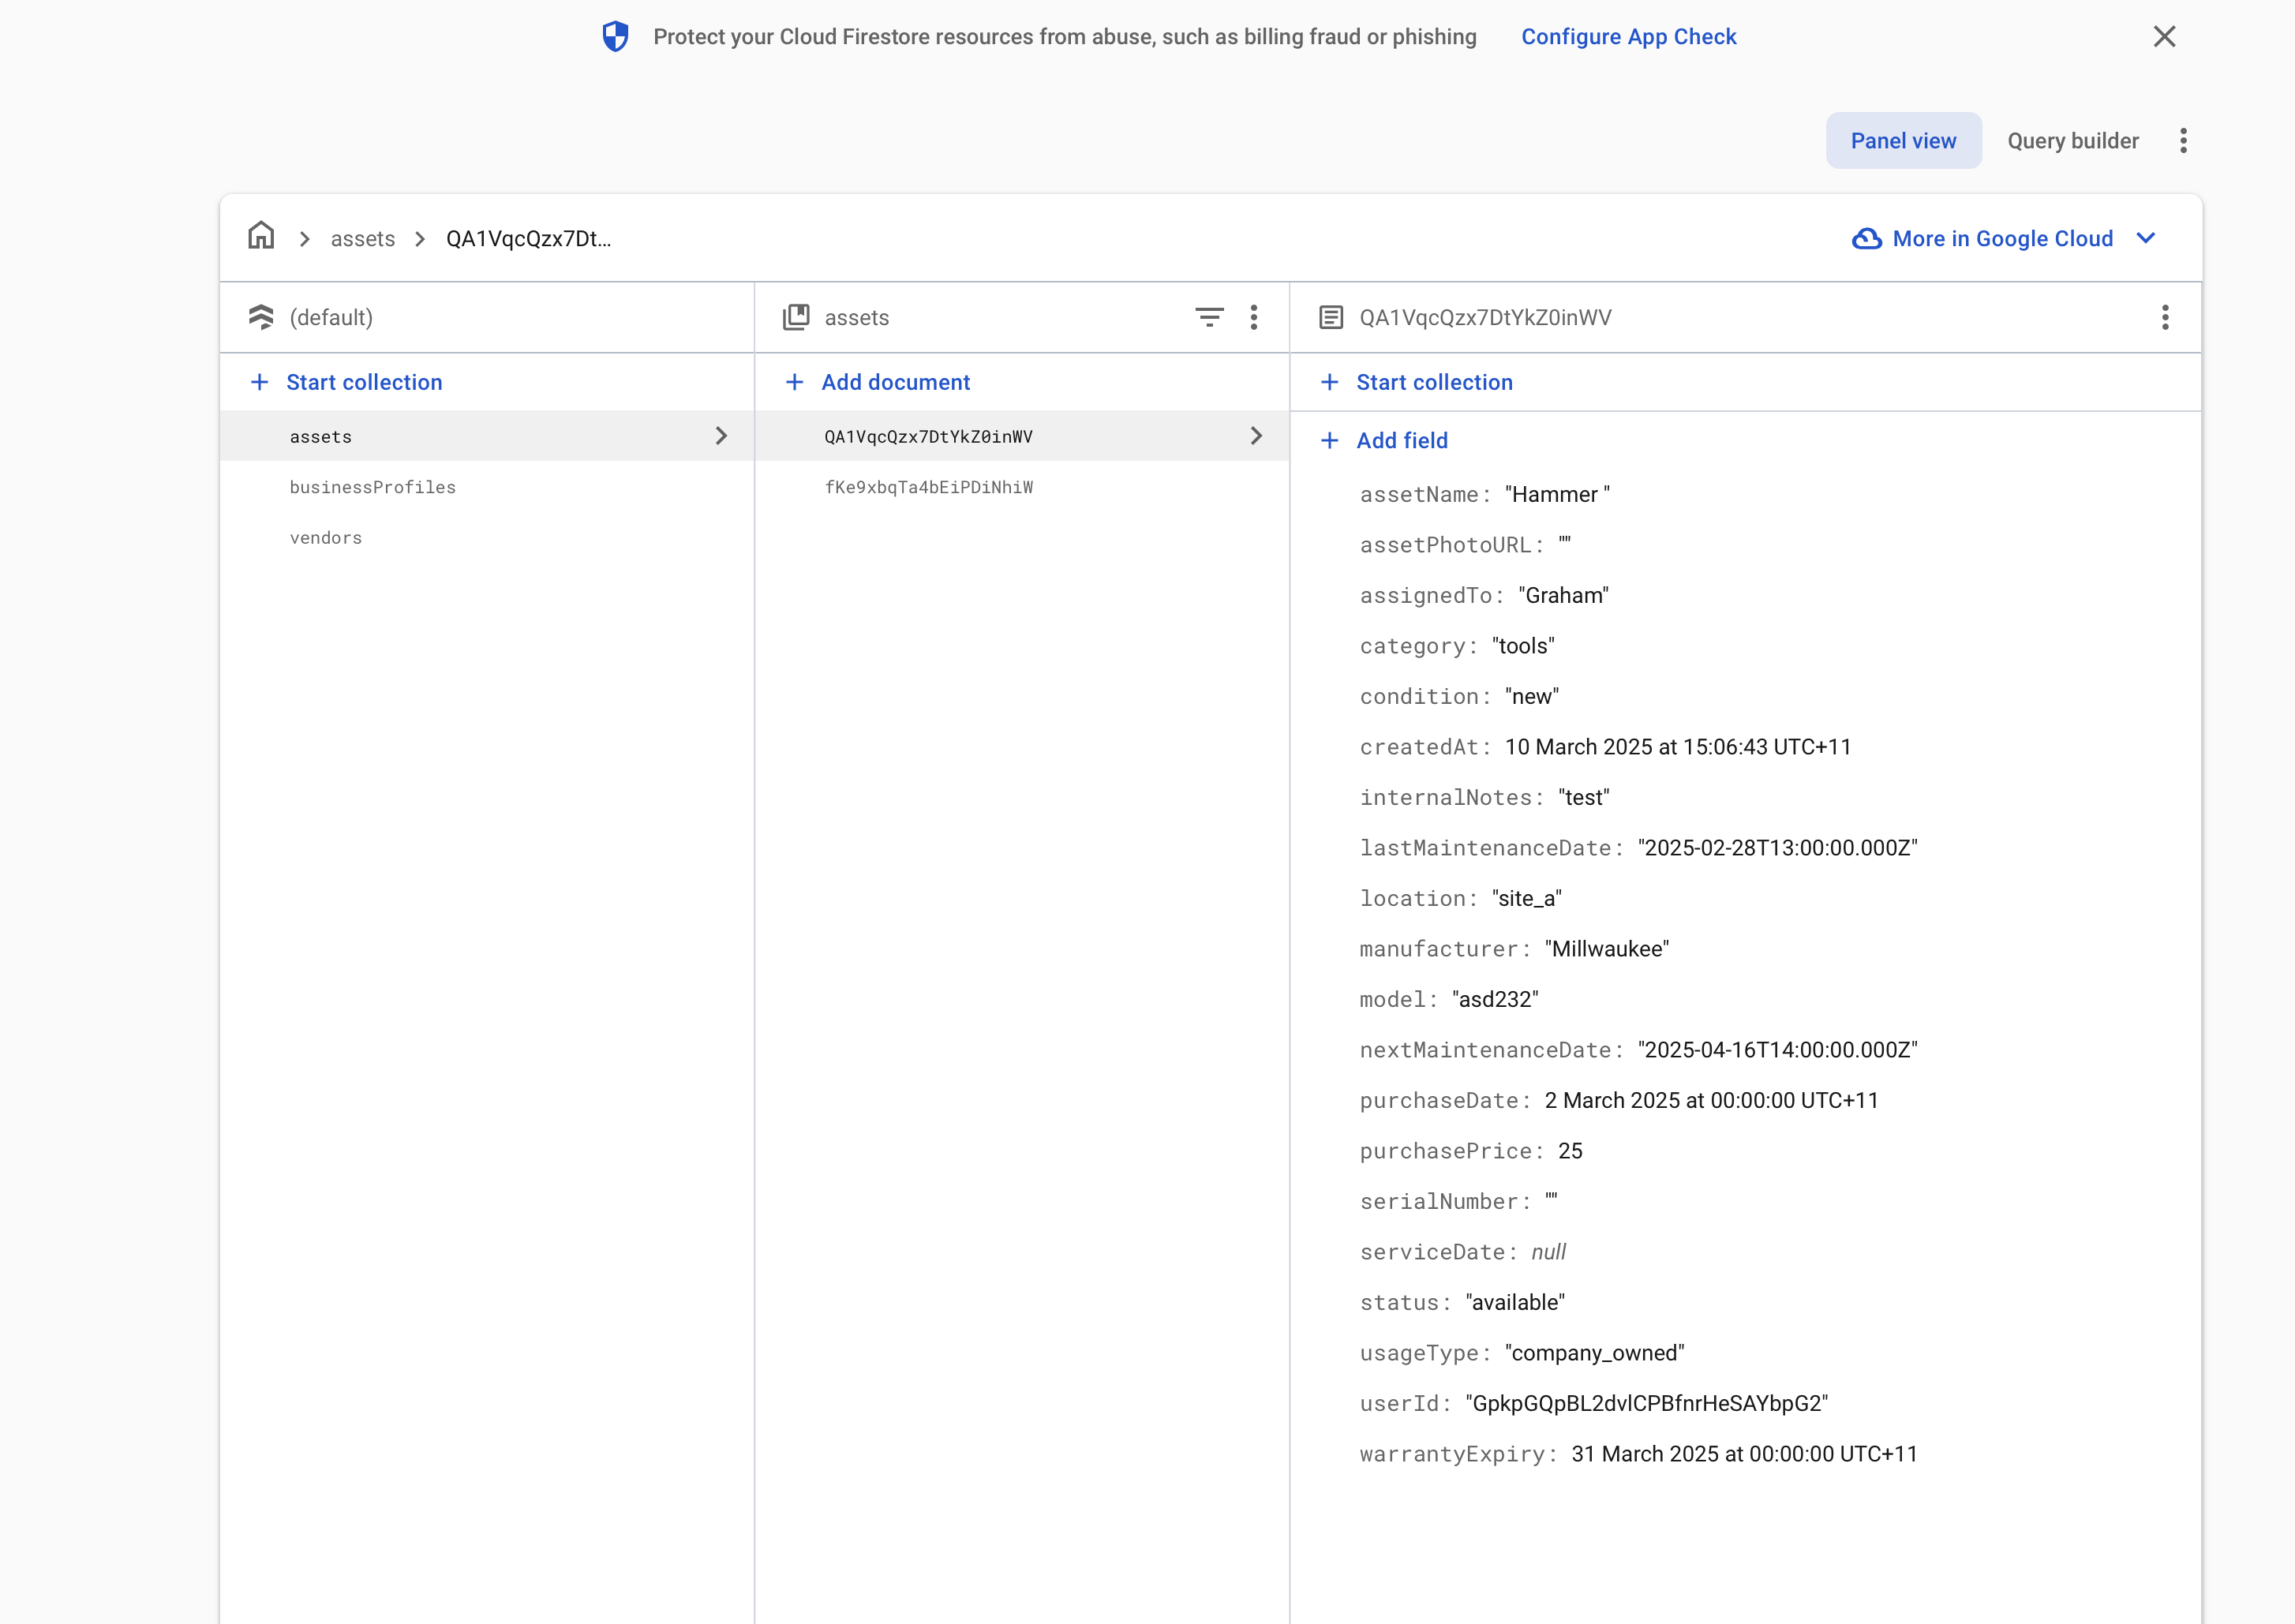 Protect your Cloud Firestore resources from abuse, such as billing fraud or phishing Configure App Check
Panel view Query builder
assets QA1VqcQzx7Dt... More in Google Cloud
(default) assets QA1VqcQzx7DtYkZ0inWV
Start collection Add document Start collection
assets QA1VqcQzx7DtYkZ0inWV Add field
businessProfiles fKe9xbqTa4bEiPDiNhiW
vendors
assetName: "Hammer "
assetPhotoURL: ""
assignedTo: "Graham"
category: "tools"
condition: "new"
createdAt: 10 March 2025 at 15:06:43 UTC+11
internalNotes: "test"
lastMaintenanceDate: "2025-02-28T13:00:00.000Z"
location: "site_a"
manufacturer: "Millwaukee"
model: "asd232"
nextMaintenanceDate: "2025-04-16T14:00:00.000Z"
purchaseDate: 2 March 2025 at 00:00:00 UTC+11
purchasePrice: 25
serialNumber: ""
serviceDate: null
status: "available"
usageType: "company_owned"
userId: "GpkpGQpBL2dvlCPBfnrHeSAYbpG2"
warrantyExpiry: 31 March 2025 at 00:00:00 UTC+11